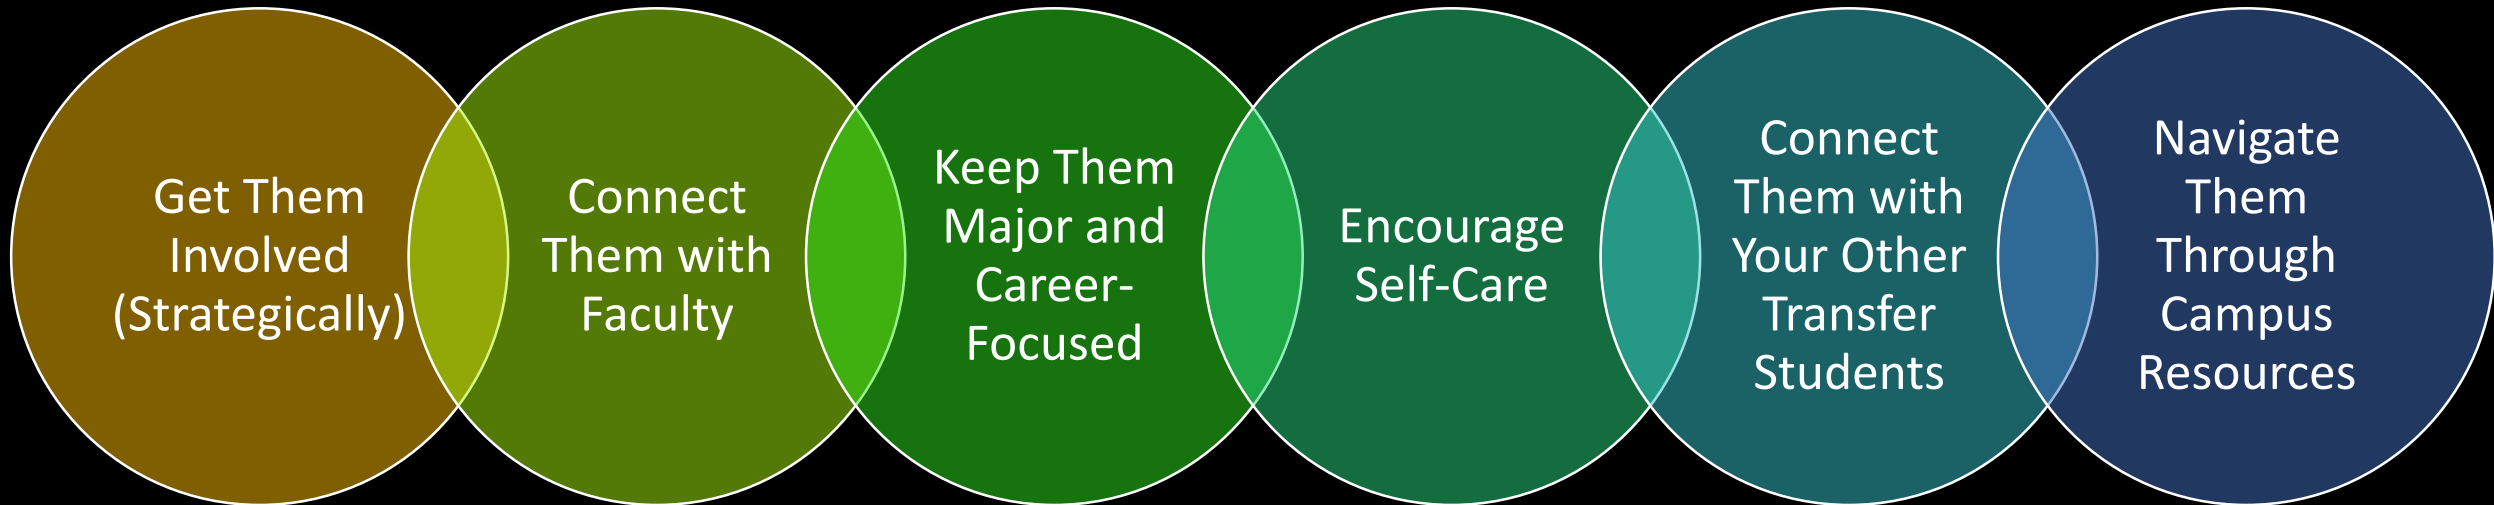 Get Them
Involved
(Strategically)
Connect
Them with
Faculty
Keep Them
Major and
Career-
Focused
Encourage
Self-Care
Connect
Them with
Your Other
Transfer
Students
Navigate
Them
Through
Campus
Resources